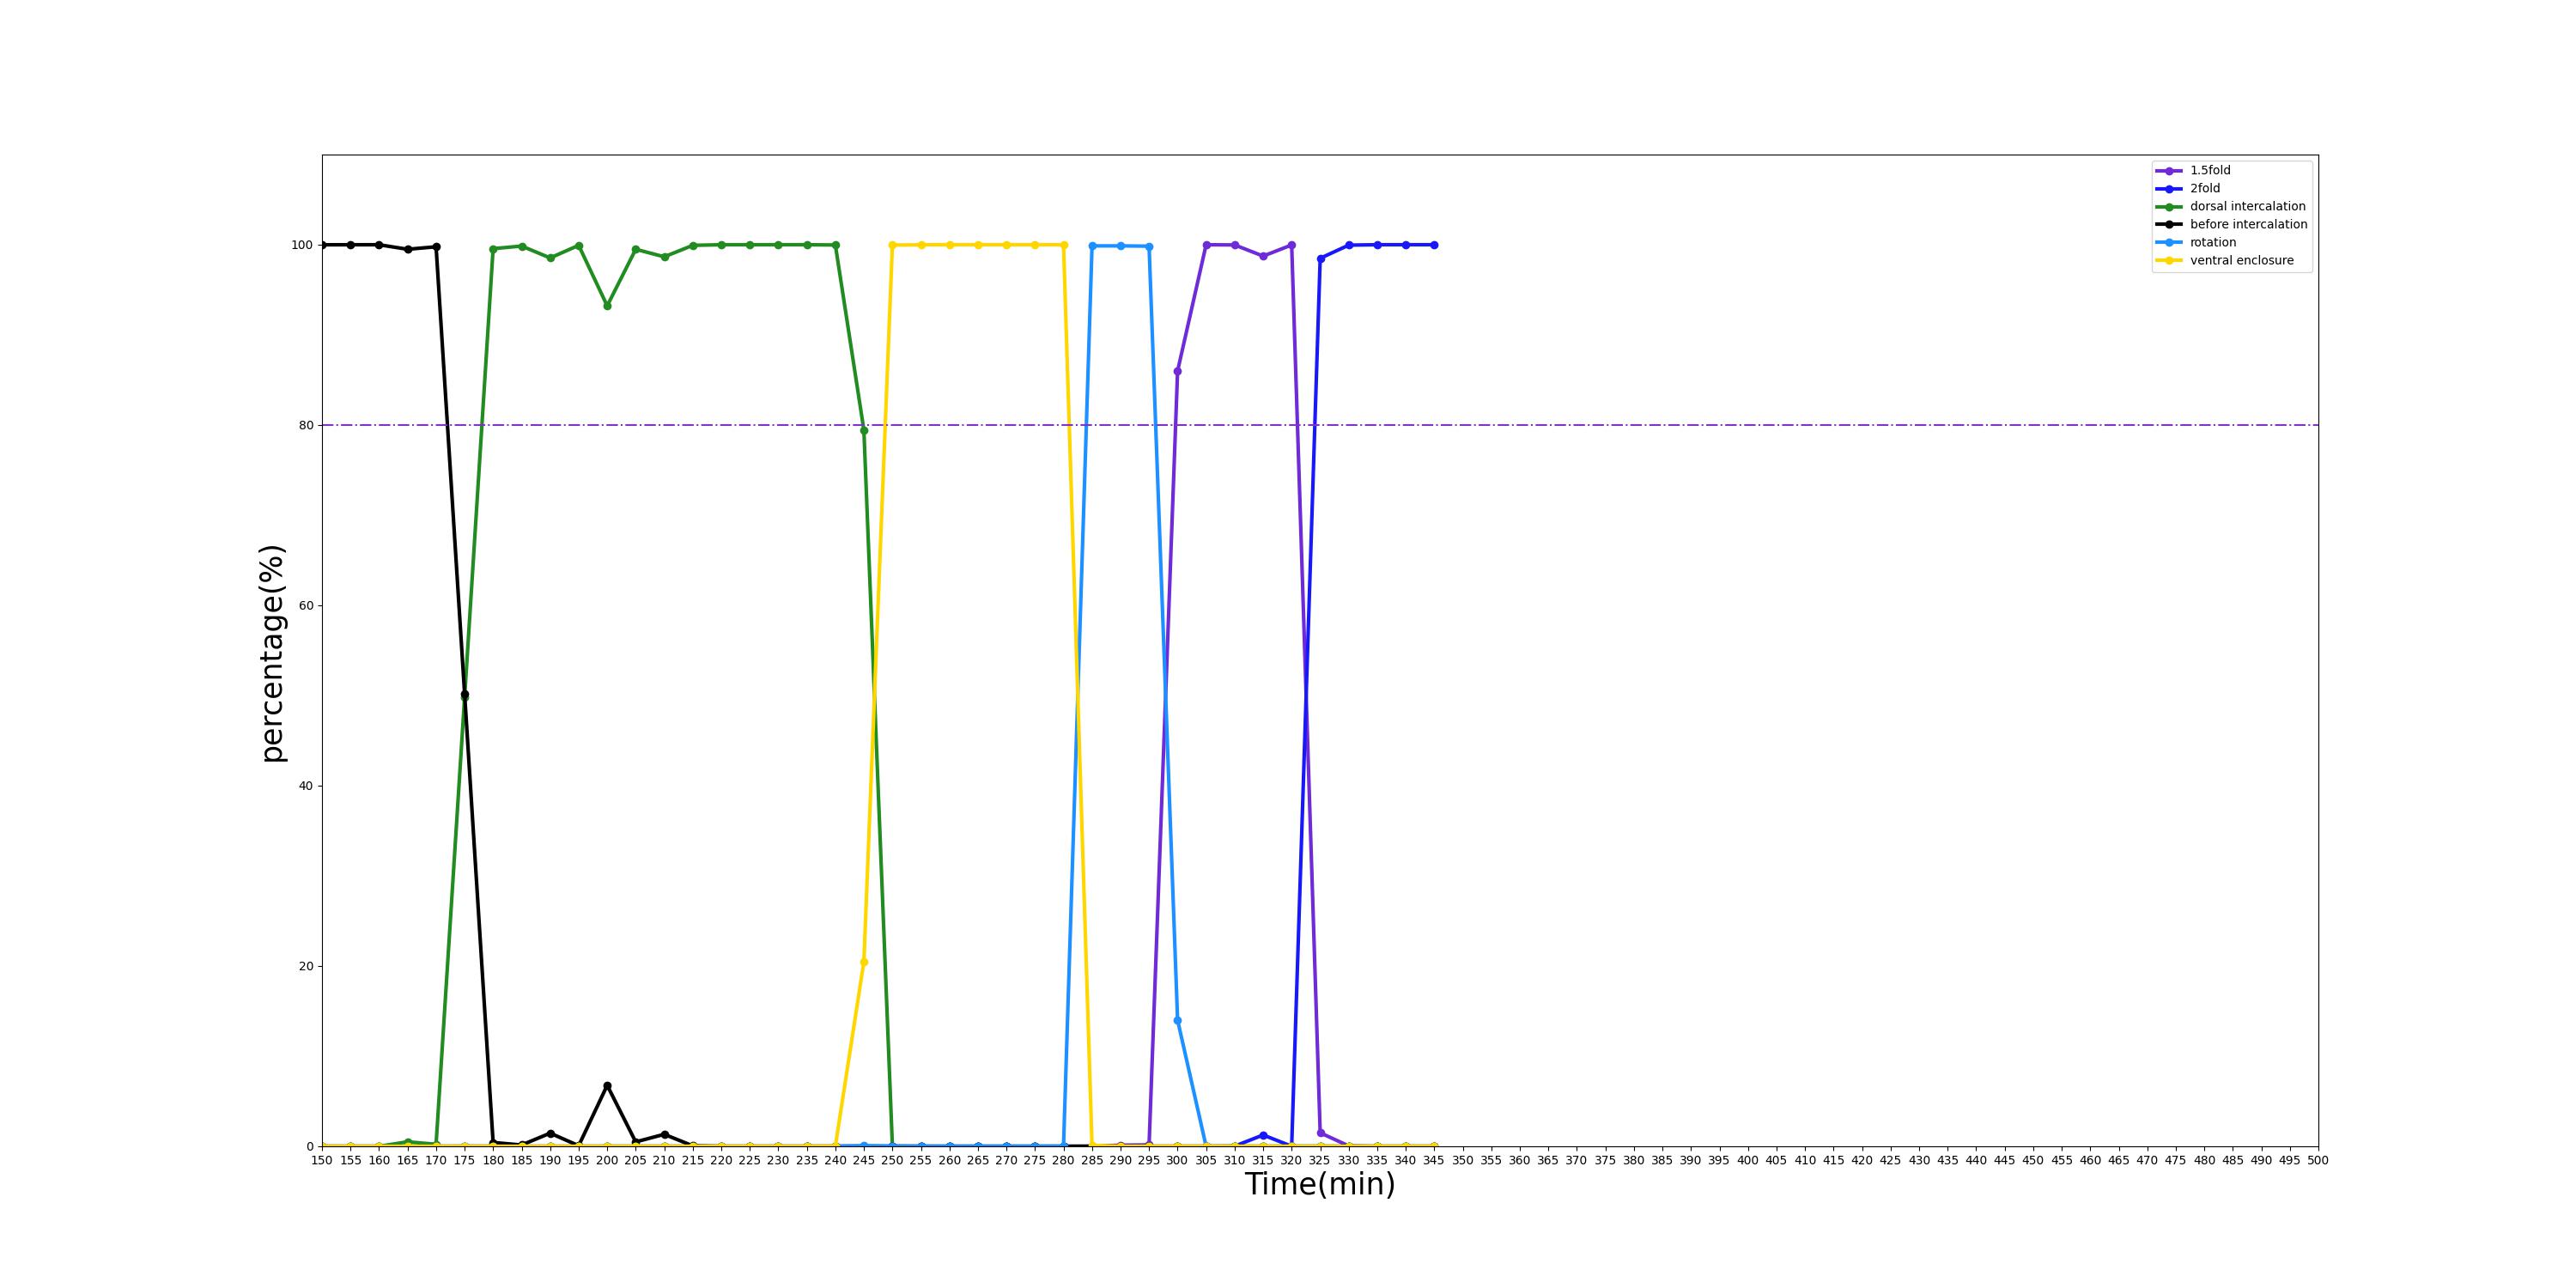 1.5fold
2fold
dorsal intercalation
before intercalation
rotation
ventral enclosure
100
80
60
40
20
0
percentage(%)
150 155 160 165 170 175 180 185 190 195 200 205 210 215 220 225 230 235 240 245 250 255 260 265 270 275 280 285 290 295 300 305 310 315 320 325 330 335 340 345 350 355 360 365 370 375 380 385 390 395 400 405 410 415 420 425 430 435 440 445 450 455 460 465 470 475 480 485 490 495 500
Time(min)